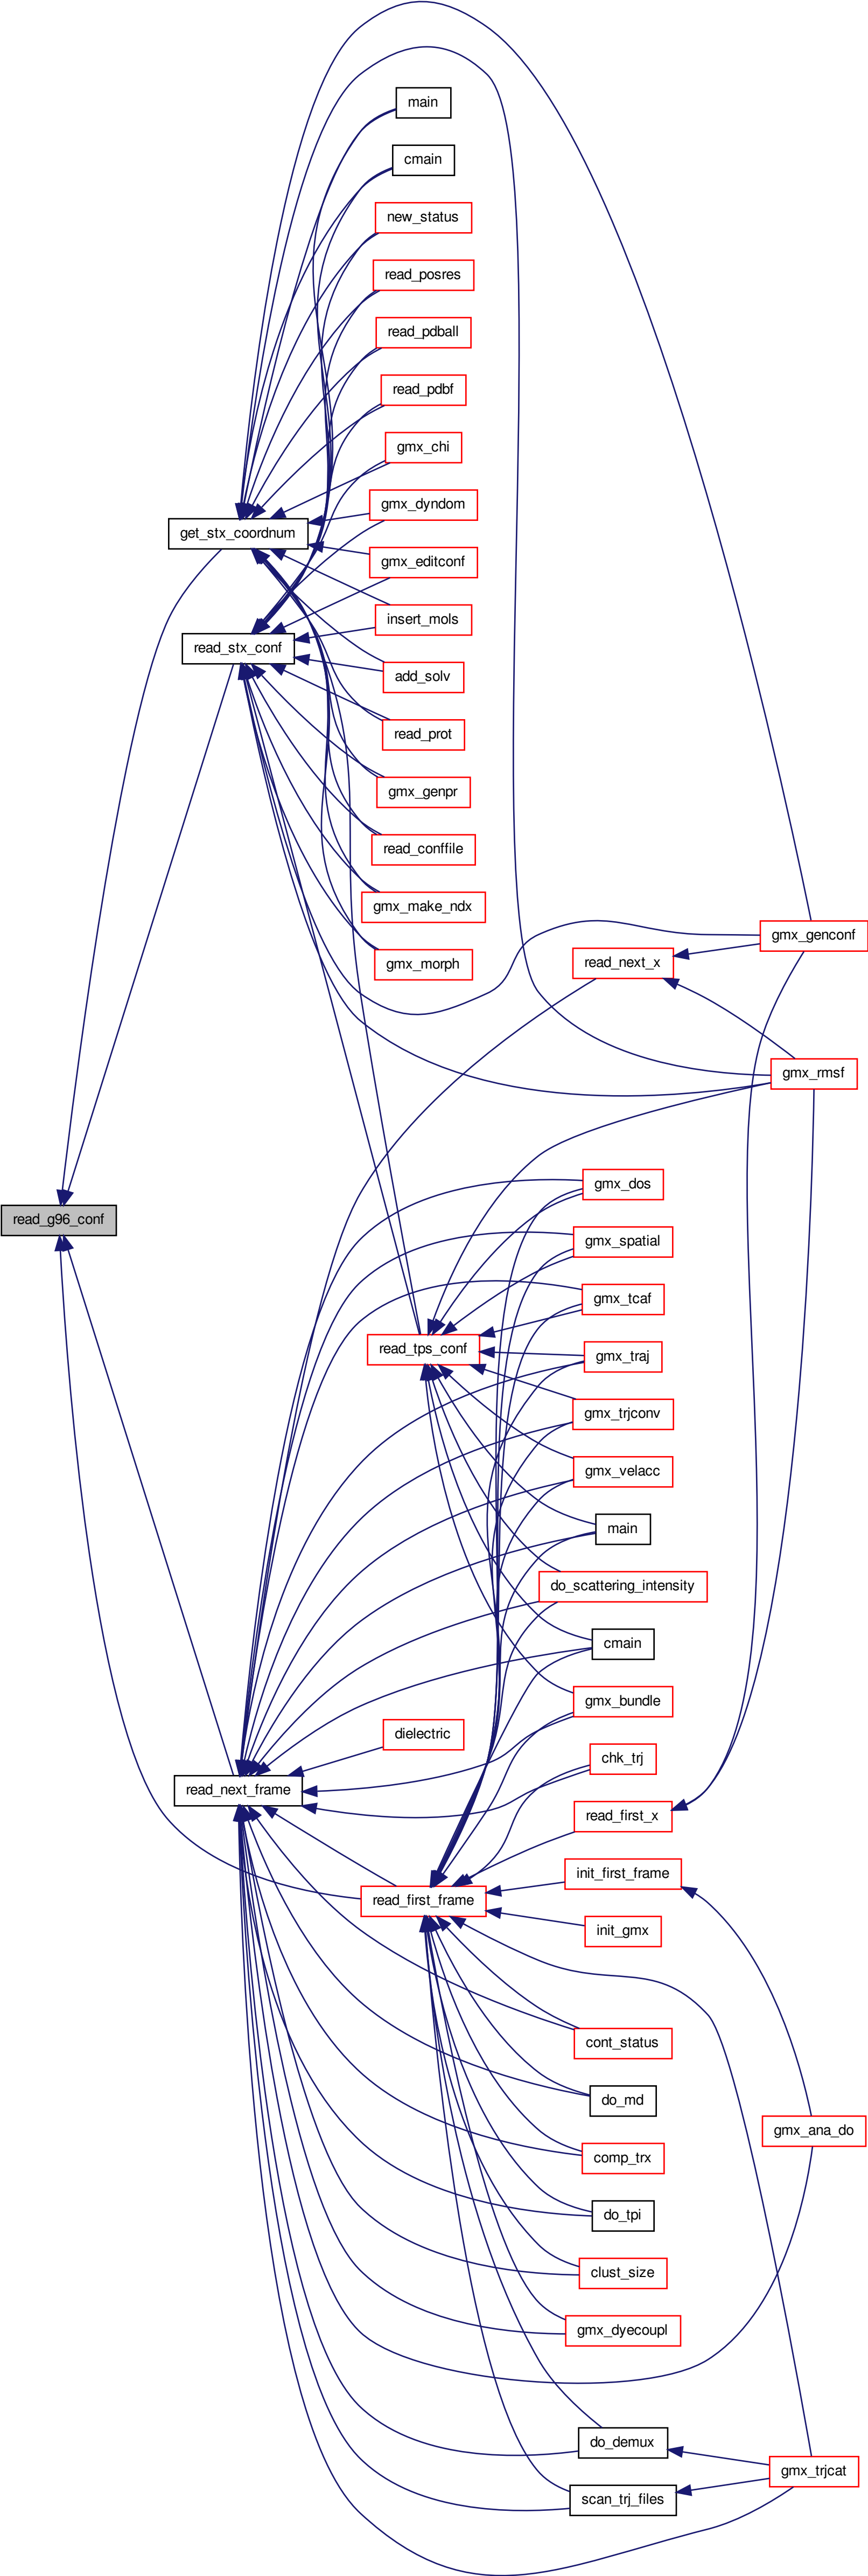 main
cmain
new_status
read_posres
read_pdball
read_pdbf
gmx_chi
gmx_dyndom
get_stx_coordnum
gmx_editconf
insert_mols
read_stx_conf
add_solv
read_prot
gmx_genpr
read_conffile
gmx_make_ndx
gmx_genconf
gmx_morph
read_next_x
gmx_rmsf
gmx_dos
read_g96_conf
gmx_spatial
gmx_tcaf
read_tps_conf
gmx_traj
gmx_trjconv
gmx_velacc
main
do_scattering_intensity
cmain
gmx_bundle
dielectric
chk_trj
read_next_frame
read_first_x
init_first_frame
read_first_frame
init_gmx
cont_status
do_md
gmx_ana_do
comp_trx
do_tpi
clust_size
gmx_dyecoupl
do_demux
gmx_trjcat
scan_trj_files